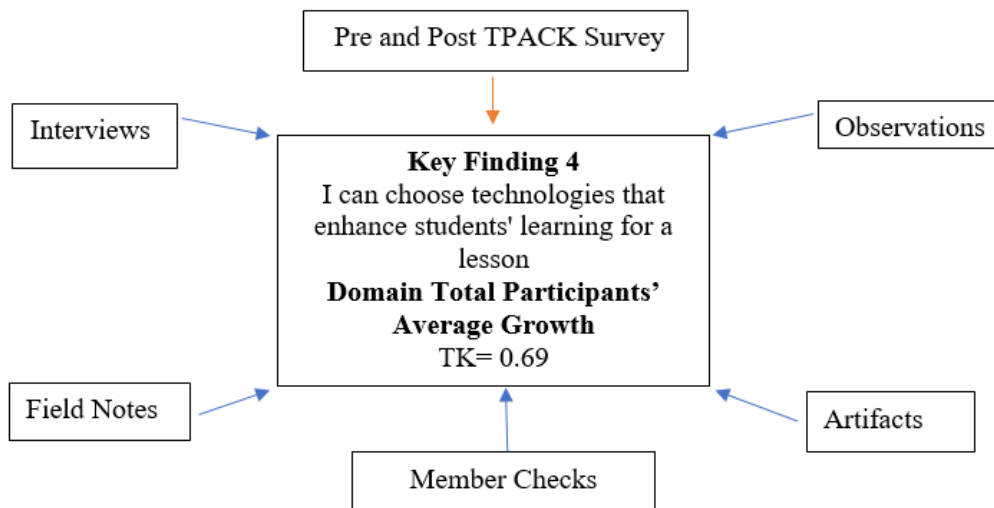 Pre and Post TPACK Survey
Interviews
Observations
Key Finding 4
I can choose technologies that
enhance students' learning for a
lesson
Domain Total Participants’
Average Growth
TK= 0.69
Field Notes
Artifacts
Member Checks